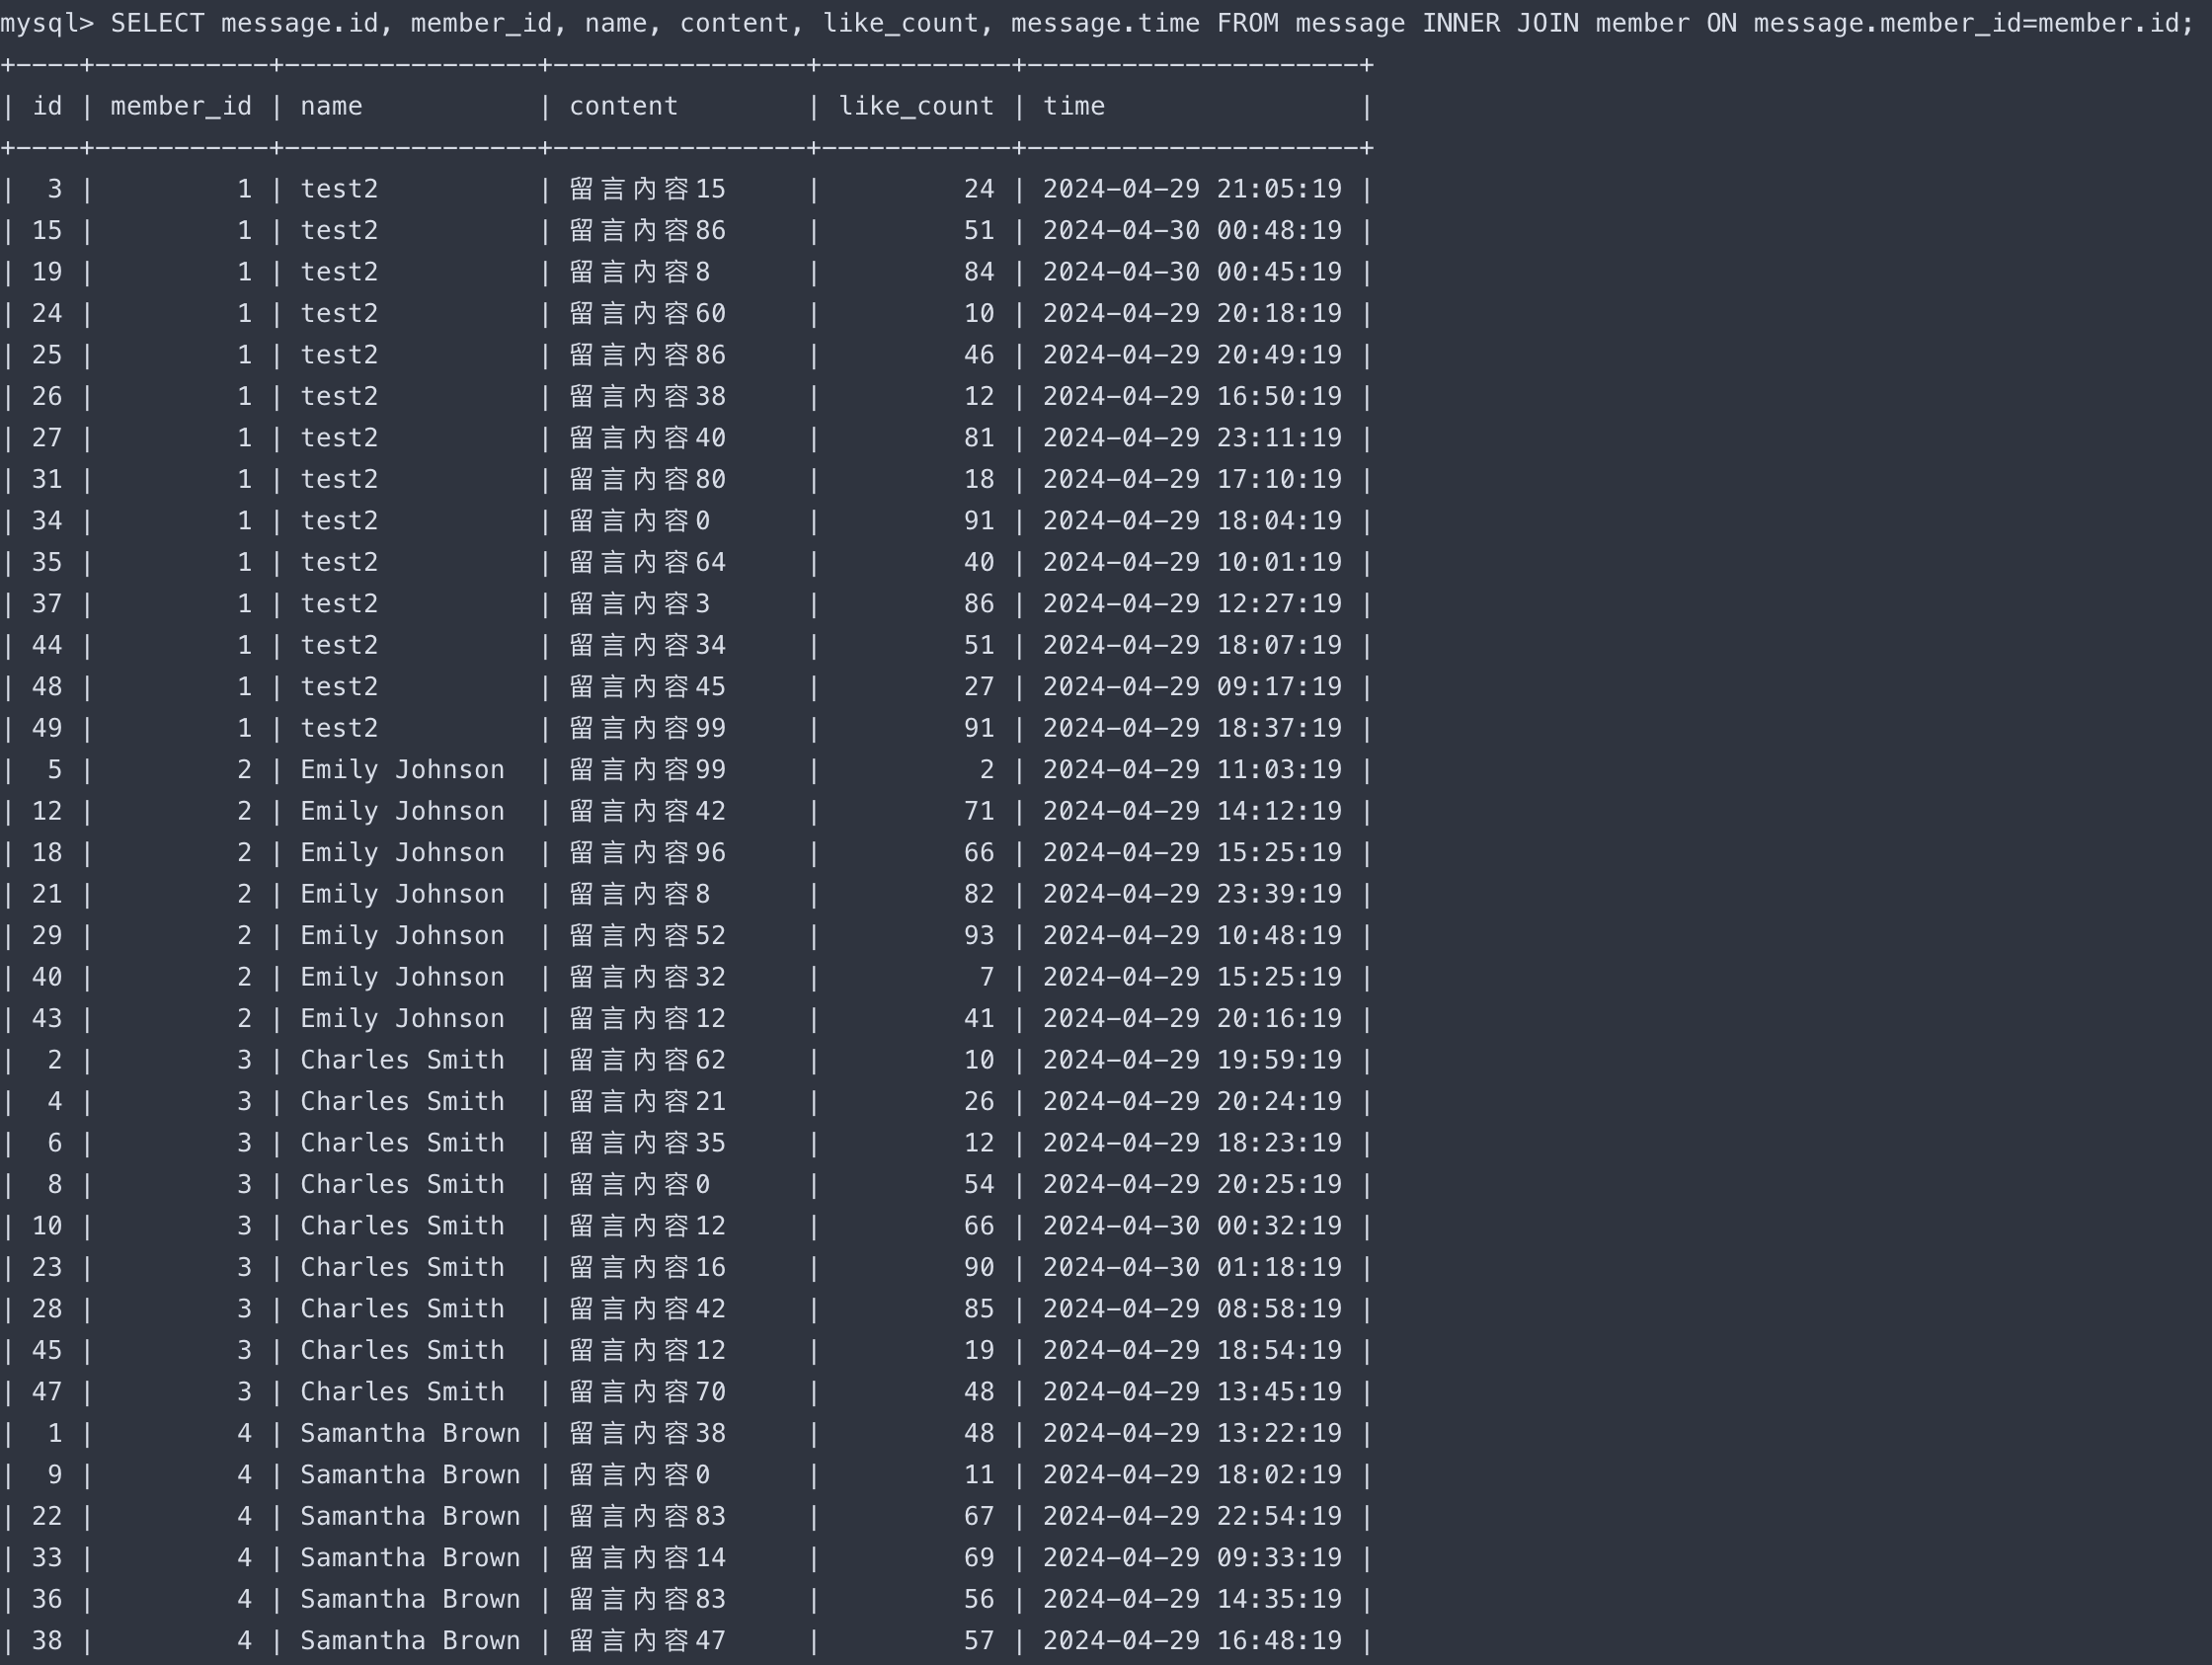 mysql> SELECT message.id, member_id, name, content, like_count, message.time FROM message INNER JOIN member ON message.member_id=member.id;
+----+-----------+----------------+----------------+------------+---------------------+
| id | member_id | name           | content        | like_count | time                |
+----+-----------+----------------+----------------+------------+---------------------+
|  3 |         1 | test2          | 留言內容15     |         24 | 2024-04-29 21:05:19 |
| 15 |         1 | test2          | 留言內容86     |         51 | 2024-04-30 00:48:19 |
| 19 |         1 | test2          | 留言內容8      |         84 | 2024-04-30 00:45:19 |
| 24 |         1 | test2          | 留言內容60     |         10 | 2024-04-29 20:18:19 |
| 25 |         1 | test2          | 留言內容86     |         46 | 2024-04-29 20:49:19 |
| 26 |         1 | test2          | 留言內容38     |         12 | 2024-04-29 16:50:19 |
| 27 |         1 | test2          | 留言內容40     |         81 | 2024-04-29 23:11:19 |
| 31 |         1 | test2          | 留言內容80     |         18 | 2024-04-29 17:10:19 |
| 34 |         1 | test2          | 留言內容0      |         91 | 2024-04-29 18:04:19 |
| 35 |         1 | test2          | 留言內容64     |         40 | 2024-04-29 10:01:19 |
| 37 |         1 | test2          | 留言內容3      |         86 | 2024-04-29 12:27:19 |
| 44 |         1 | test2          | 留言內容34     |         51 | 2024-04-29 18:07:19 |
| 48 |         1 | test2          | 留言內容45     |         27 | 2024-04-29 09:17:19 |
| 49 |         1 | test2          | 留言內容99     |         91 | 2024-04-29 18:37:19 |
|  5 |         2 | Emily Johnson  | 留言內容99     |          2 | 2024-04-29 11:03:19 |
| 12 |         2 | Emily Johnson  | 留言內容42     |         71 | 2024-04-29 14:12:19 |
| 18 |         2 | Emily Johnson  | 留言內容96     |         66 | 2024-04-29 15:25:19 |
| 21 |         2 | Emily Johnson  | 留言內容8      |         82 | 2024-04-29 23:39:19 |
| 29 |         2 | Emily Johnson  | 留言內容52     |         93 | 2024-04-29 10:48:19 |
| 40 |         2 | Emily Johnson  | 留言內容32     |          7 | 2024-04-29 15:25:19 |
| 43 |         2 | Emily Johnson  | 留言內容12     |         41 | 2024-04-29 20:16:19 |
|  2 |         3 | Charles Smith  | 留言內容62     |         10 | 2024-04-29 19:59:19 |
|  4 |         3 | Charles Smith  | 留言內容21     |         26 | 2024-04-29 20:24:19 |
|  6 |         3 | Charles Smith  | 留言內容35     |         12 | 2024-04-29 18:23:19 |
|  8 |         3 | Charles Smith  | 留言內容0      |         54 | 2024-04-29 20:25:19 |
| 10 |         3 | Charles Smith  | 留言內容12     |         66 | 2024-04-30 00:32:19 |
| 23 |         3 | Charles Smith  | 留言內容16     |         90 | 2024-04-30 01:18:19 |
| 28 |         3 | Charles Smith  | 留言內容42     |         85 | 2024-04-29 08:58:19 |
| 45 |         3 | Charles Smith  | 留言內容12     |         19 | 2024-04-29 18:54:19 |
| 47 |         3 | Charles Smith  | 留言內容70     |         48 | 2024-04-29 13:45:19 |
|  1 |         4 | Samantha Brown | 留言內容38     |         48 | 2024-04-29 13:22:19 |
|  9 |         4 | Samantha Brown | 留言內容0      |         11 | 2024-04-29 18:02:19 |
| 22 |         4 | Samantha Brown | 留言內容83     |         67 | 2024-04-29 22:54:19 |
| 33 |         4 | Samantha Brown | 留言內容14     |         69 | 2024-04-29 09:33:19 |
| 36 |         4 | Samantha Brown | 留言內容83     |         56 | 2024-04-29 14:35:19 |
| 38 |         4 | Samantha Brown | 留言內容47     |         57 | 2024-04-29 16:48:19 |